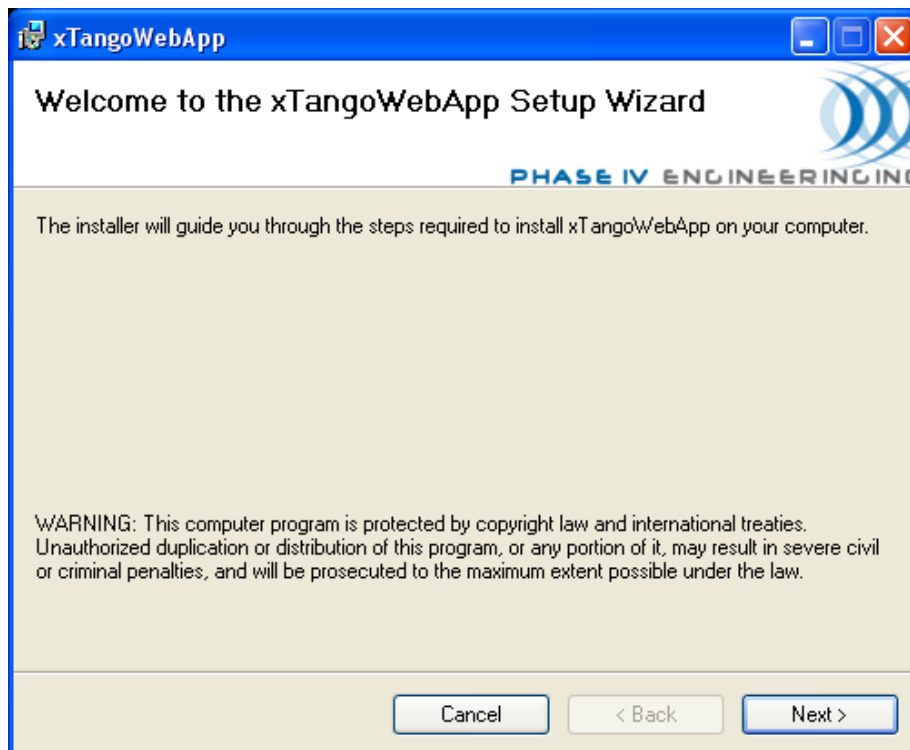 xTangoWebApp
Welcome to the xTangoWebApp Setup Wizard
PHASE IV ENGINEERING INC
The installer will guide you through the steps required to install xTangoWebApp on your computer.
WARNING: This computer program is protected by copyright law and international treaties.
Unauthorized duplication or distribution of this program, or any portion of it, may result in severe civil
or criminal penalties, and will be prosecuted to the maximum extent possible under the law.
Cancel < Back Next >